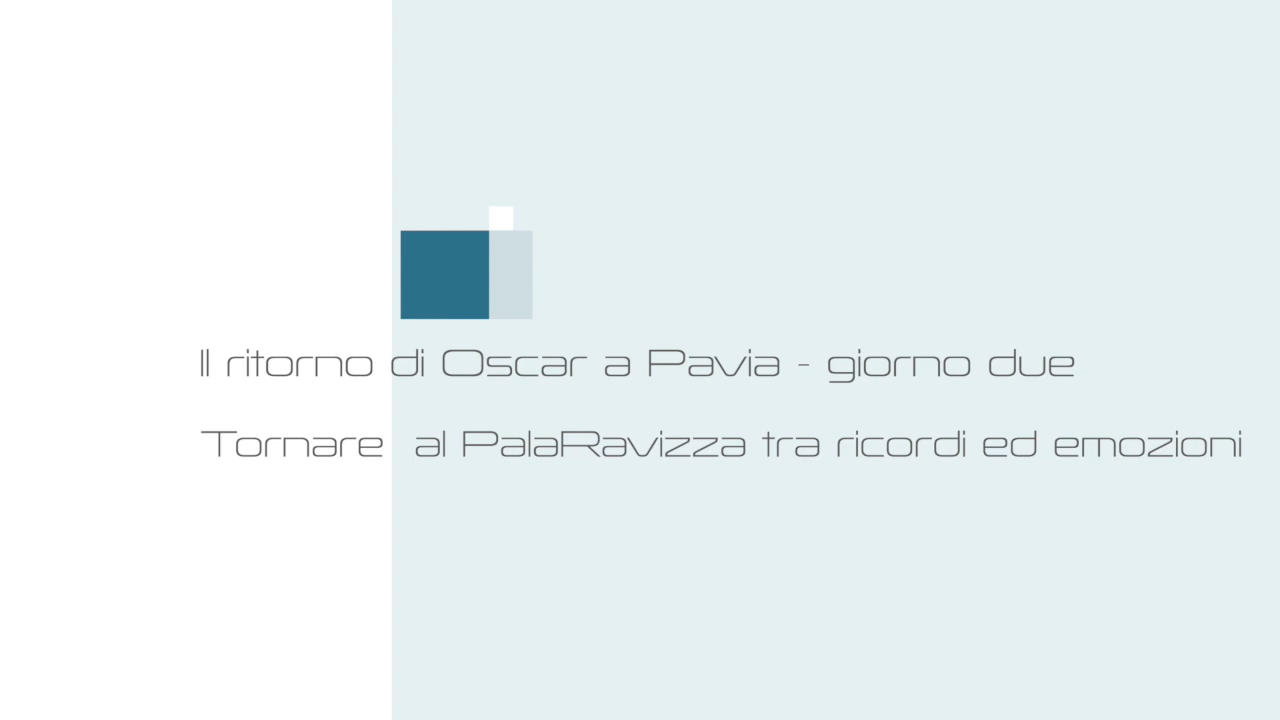 Il ritorno di Oscar a Pavia - giorno due
Tornare al PalaRavizza tra ricordi ed emozioni